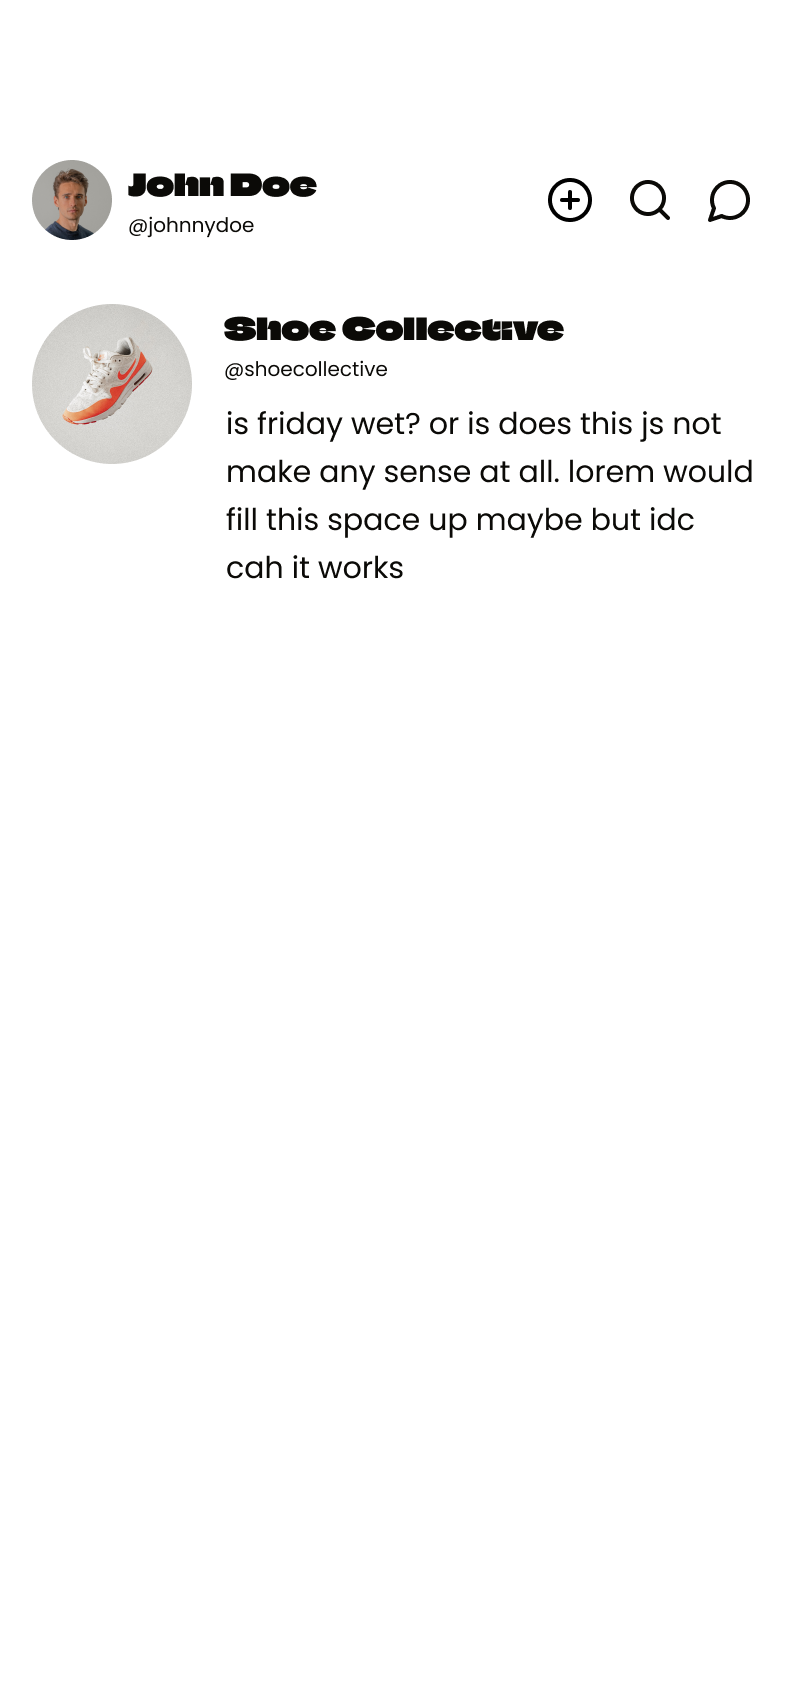 John Doe
@johnnydoe
Shoe Collective
@shoecollective
is friday wet? or is does this js not
make any sense at all. lorem would
fill this space up maybe but idc
cah it works